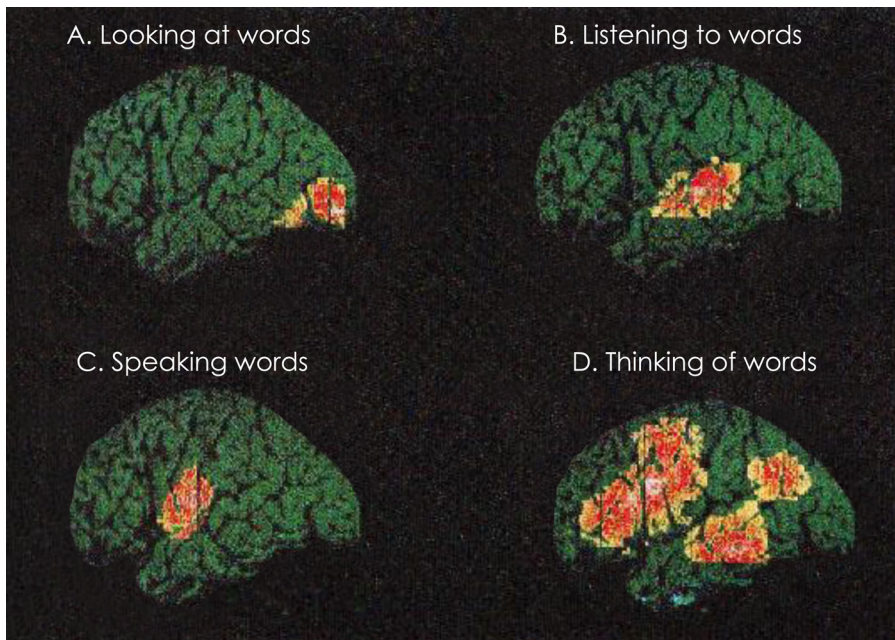 A. Looking at words
B. Listening to words
C. Speaking words
D. Thinking of words